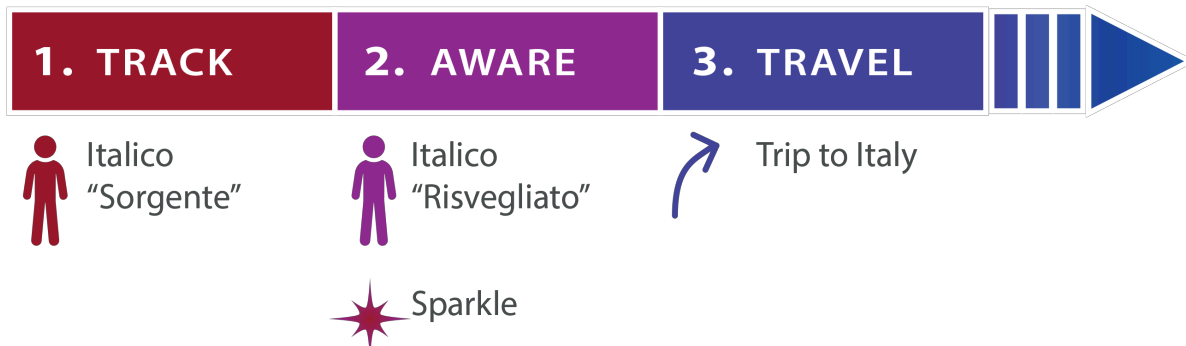 1. TRACK
2. AWARE
3. TRAVEL
Italico
“Sorgente”
Italico
“Risvegliato”
Sparkle
Trip to Italy